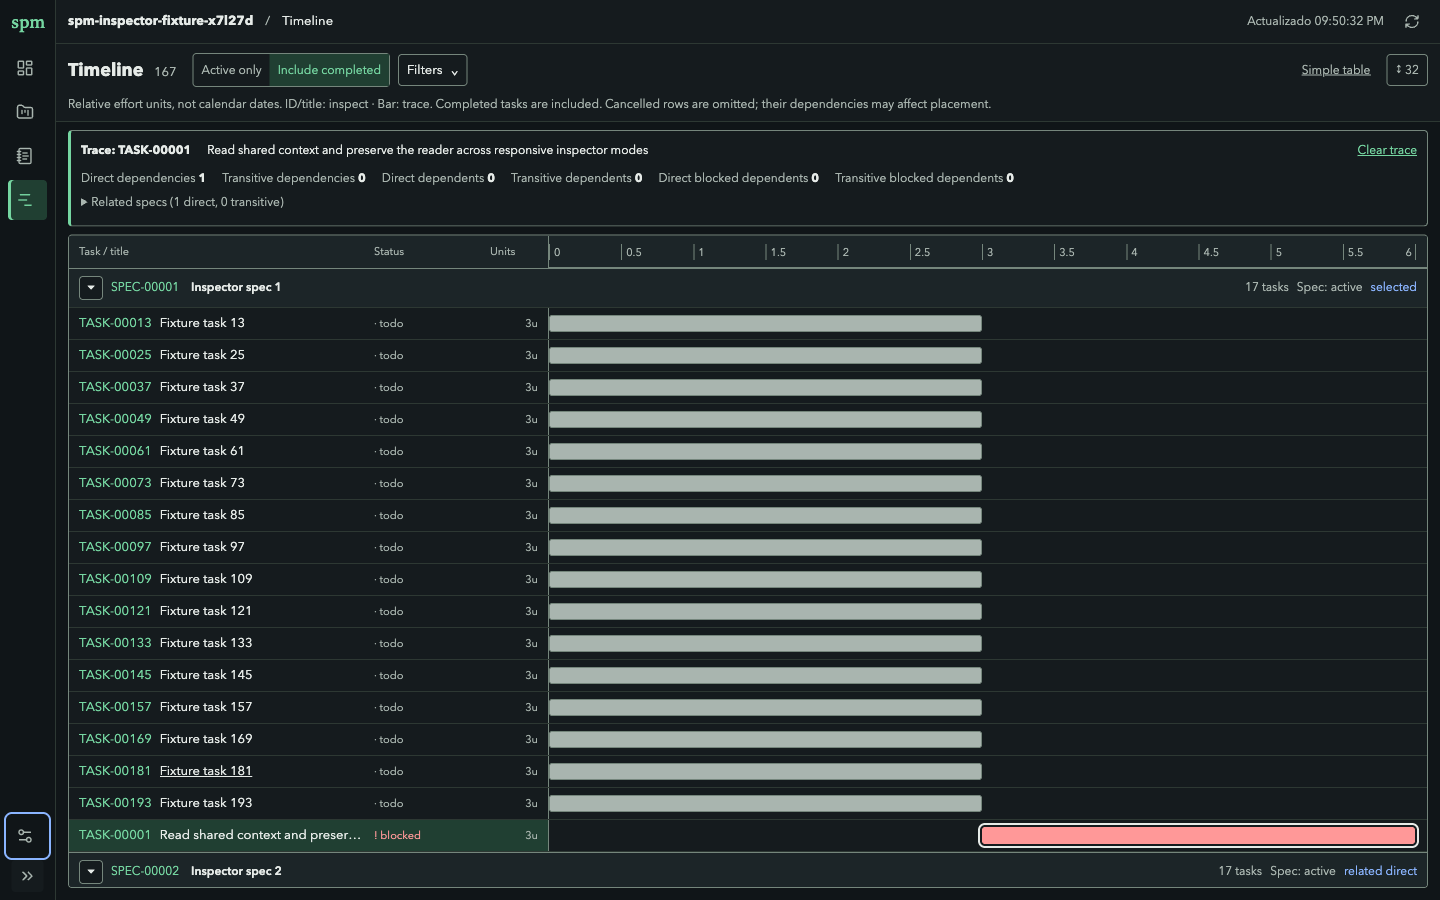 spm
spm-inspector-fixture-x7l27d / Timeline
Actualizado 09:50:32 PM
Timeline 167 Active only Include completed Filters
Simple table ↕ 32
Relative effort units, not calendar dates. ID/title: inspect · Bar: trace. Completed tasks are included. Cancelled rows are omitted; their dependencies may affect placement.
Trace: TASK-00001 Read shared context and preserve the reader across responsive inspector modes Clear trace
Direct dependencies 1 Transitive dependencies 0 Direct dependents 0 Transitive dependents 0 Direct blocked dependents 0 Transitive blocked dependents 0
Related specs (1 direct, 0 transitive)
Task / title Status Units 0 0.5 1 1.5 2 2.5 3 3.5 4 4.5 5 5.5 6
SPEC-00001 Inspector spec 1 17 tasks Spec: active selected
TASK-00013 Fixture task 13 · todo 3u
TASK-00025 Fixture task 25 · todo 3u
TASK-00037 Fixture task 37 · todo 3u
TASK-00049 Fixture task 49 · todo 3u
TASK-00061 Fixture task 61 · todo 3u
TASK-00073 Fixture task 73 · todo 3u
TASK-00085 Fixture task 85 · todo 3u
TASK-00097 Fixture task 97 · todo 3u
TASK-00109 Fixture task 109 · todo 3u
TASK-00121 Fixture task 121 · todo 3u
TASK-00133 Fixture task 133 · todo 3u
TASK-00145 Fixture task 145 · todo 3u
TASK-00157 Fixture task 157 · todo 3u
TASK-00169 Fixture task 169 · todo 3u
TASK-00181 Fixture task 181 · todo 3u
TASK-00193 Fixture task 193 · todo 3u
TASK-00001 Read shared context and preser... ! blocked 3u
SPEC-00002 Inspector spec 2 17 tasks Spec: active related direct